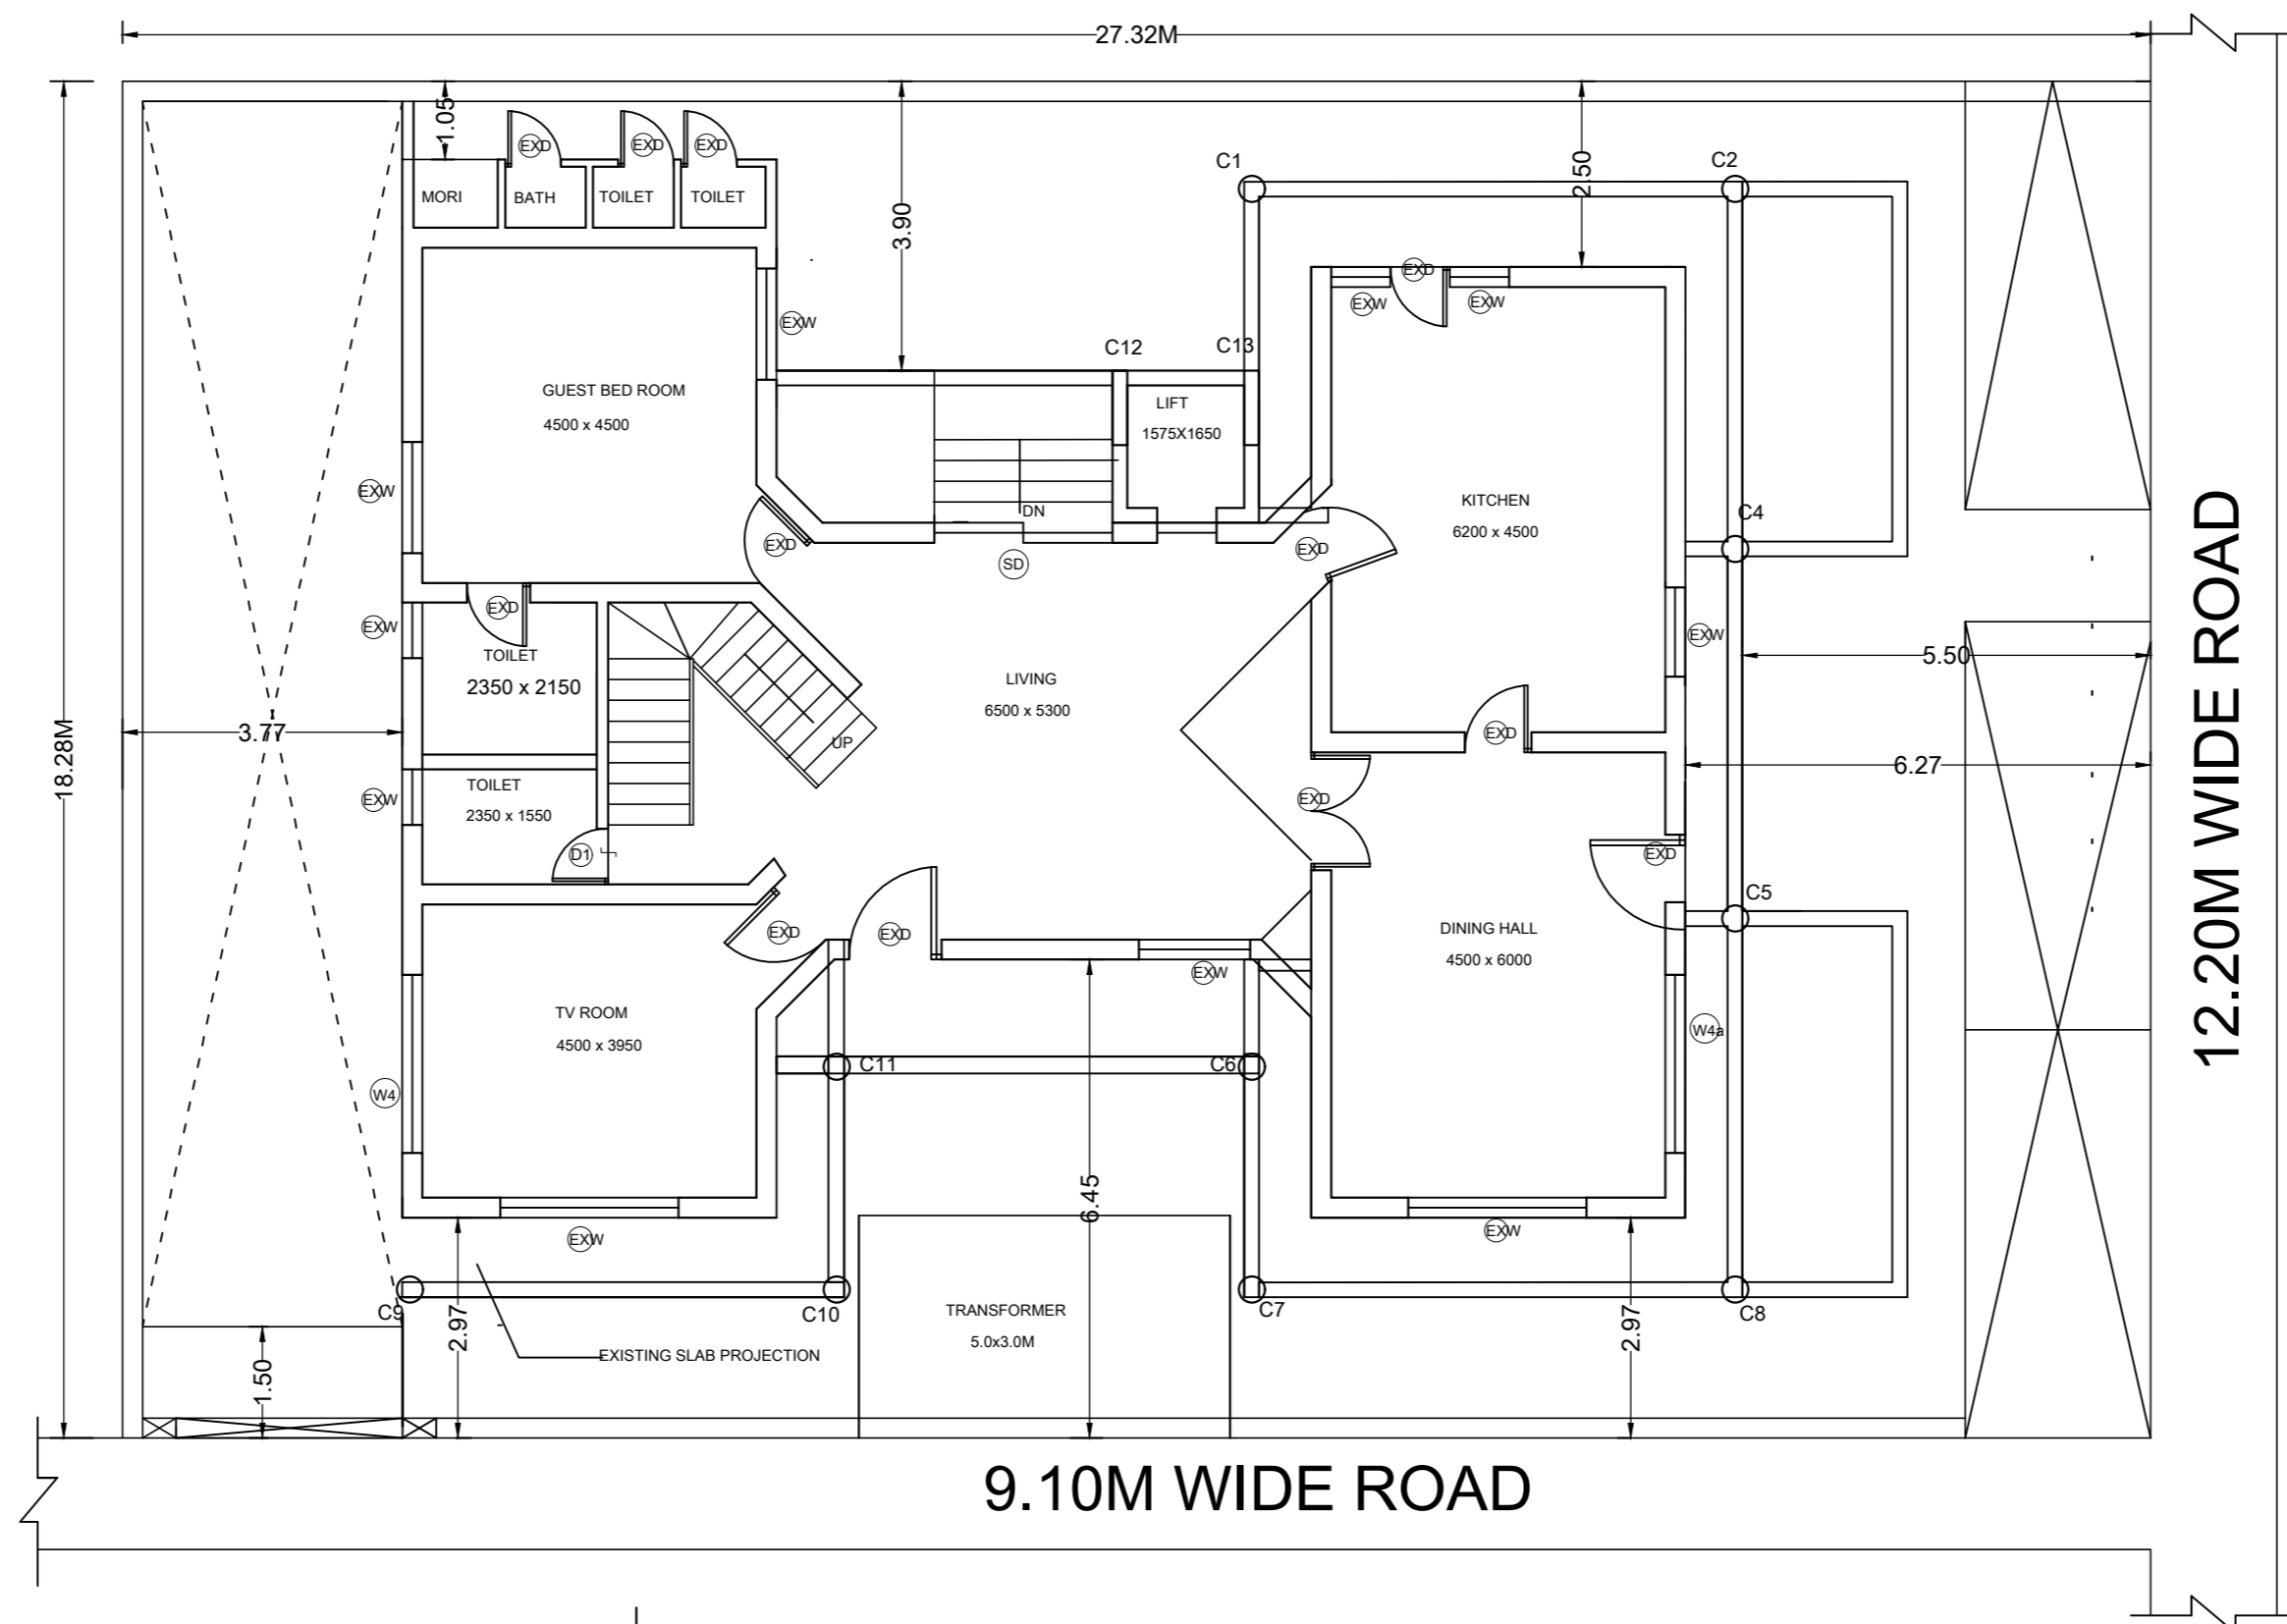 27.32M
1.05
EXD
EXD
EXD
MORI
BATH
TOILET
TOILET
3.90
2.50
C1
C2
EXD
EXW
EXW
EXW
C12
C13
GUEST BED ROOM
4500 x 4500
LIFT
1575X1650
EXW
KITCHEN
6200 x 4500
DN
C4
EXD
SD
EXD
EXD
EXW
EXW
TOILET
2350 x 2150
LIVING
6500 x 5300
5.50
3.77
18.28M
UP
EXD
6.27
12.20M WIDE ROAD
TOILET
2350 x 1550
EXW
EXD
D1
EXD
C5
EXD
EXD
DINING HALL
4500 x 6000
EXW
TV ROOM
4500 x 3950
W4a
C11
C6
W4
6.45
EXW
EXW
C9
C10
C7
C8
2.97
TRANSFORMER
5.0x3.0M
2.97
EXISTING SLAB PROJECTION
1.50
9.10M WIDE ROAD